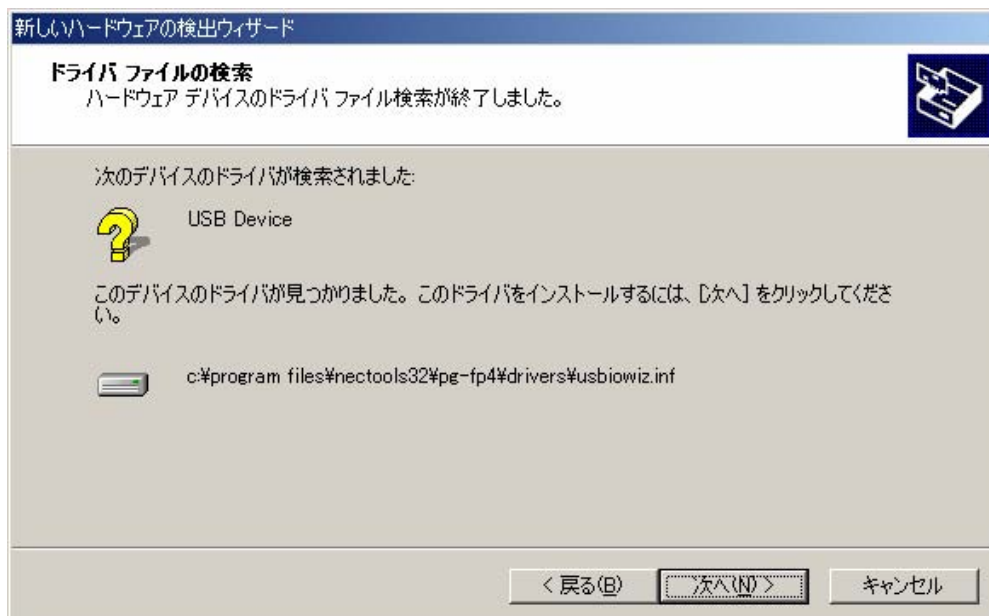 新しいハードウェアの検出ウィザード
ドライバ ファイルの検索
ハードウェア デバイスのドライバ ファイル検索が終了しました。
次のデバイスのドライバが検索されました:
USB Device
このデバイスのドライバが見つかりました。このドライバをインストールするには、[次へ] をクリックしてくださ
い。
c:¥program files¥nectools32¥pg-fp4¥drivers¥usbiowiz.inf
< 戻る(B)
次へ(N) >
キャンセル